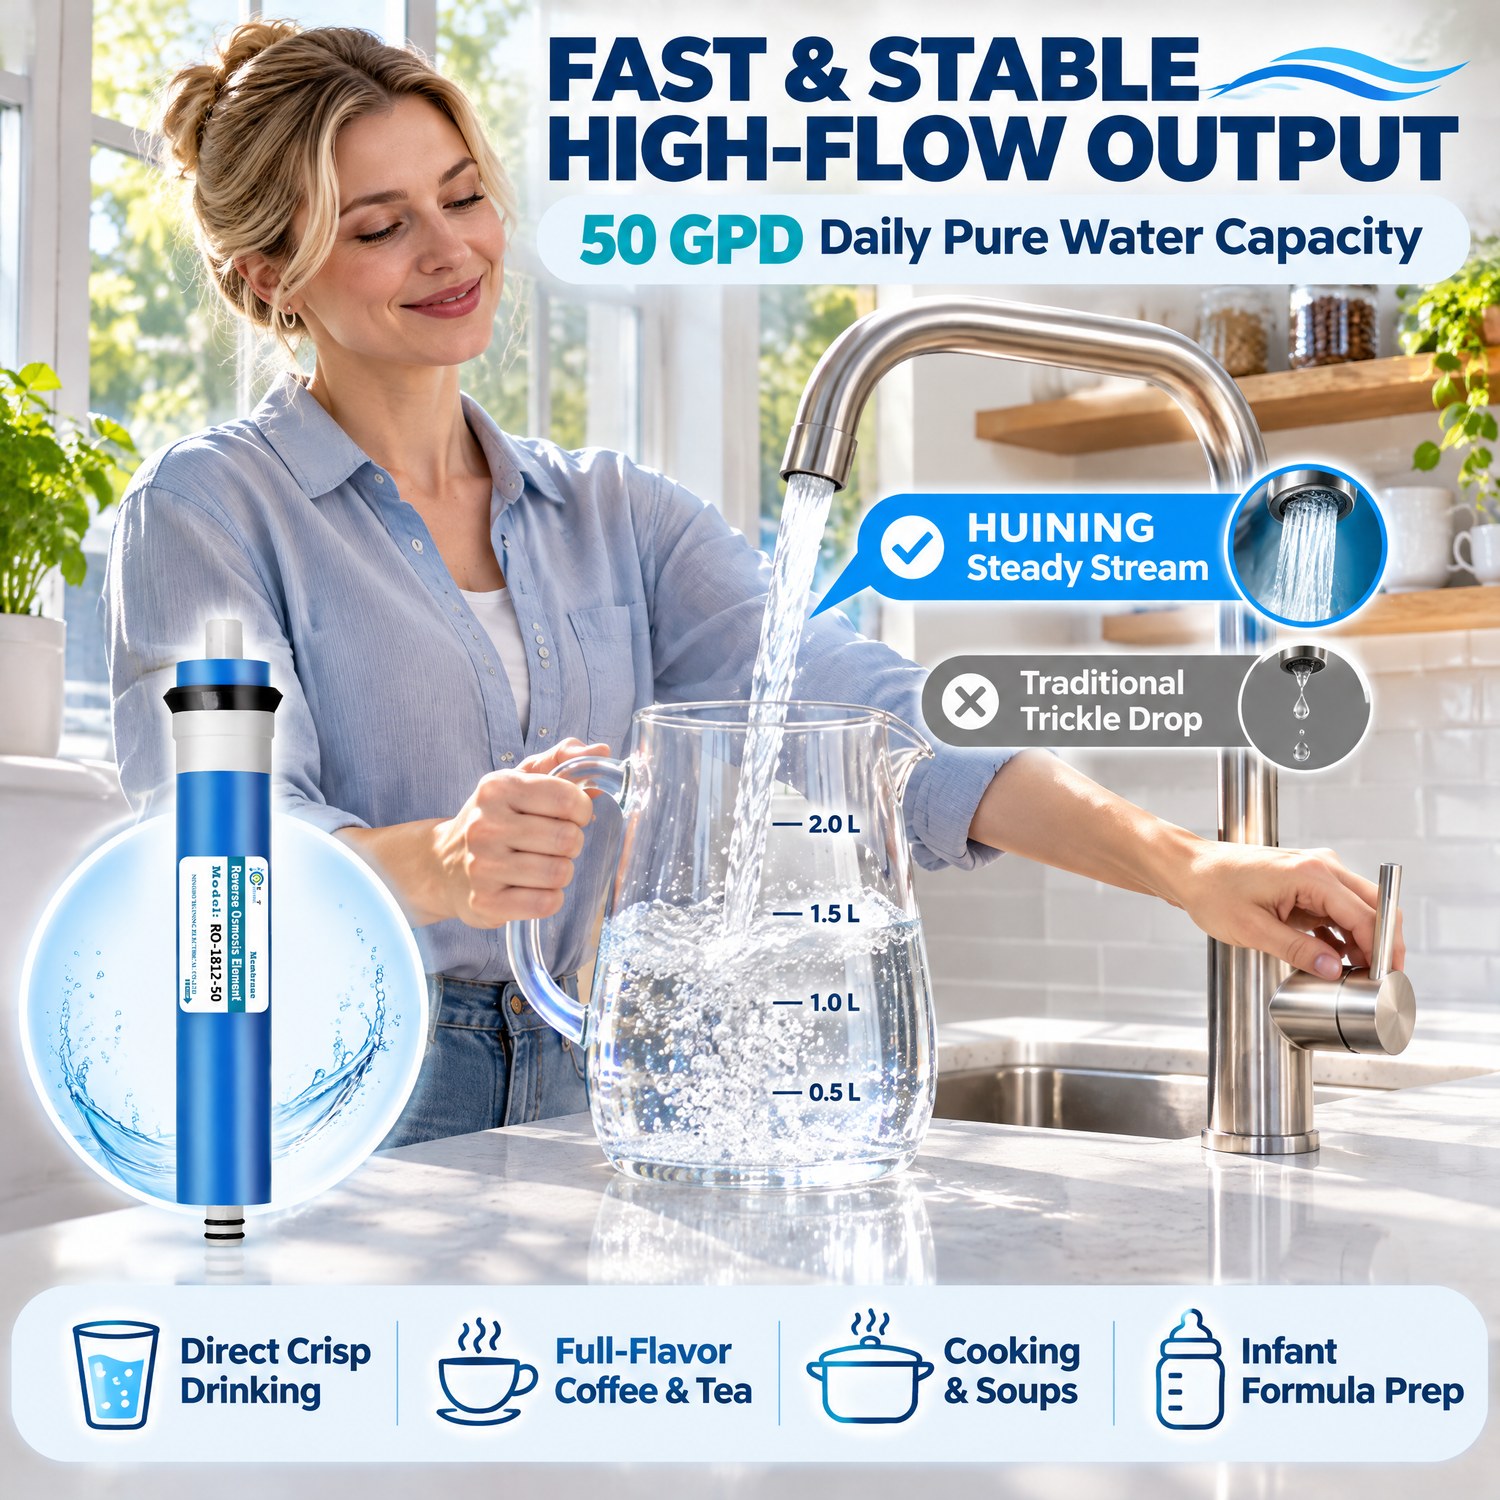 FAST & STABLE
HIGH-FLOW OUTPUT
50 GPD Daily Pure Water Capacity
HUINING
Steady Stream
Traditional
Trickle Drop
2.0 L
1.5 L
1.0 L
0.5 L
Membrane
Reverse Osmosis Element
Model: RO-1812-50
Direct Crisp
Drinking
Full-Flavor
Coffee & Tea
Cooking
& Soups
Infant
Formula Prep